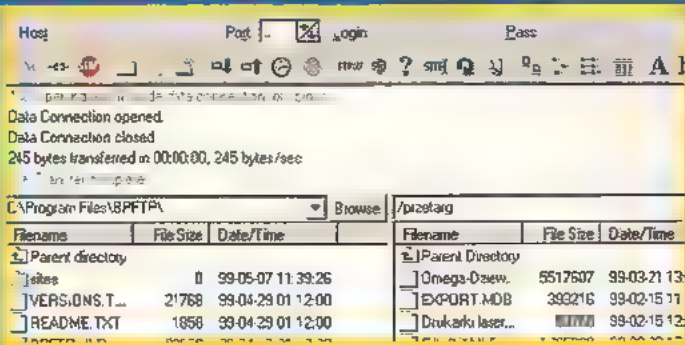 Host Port Login Pass
Data Connection opened.
Data Connection closed
245 bytes transferred in 00:00:00, 245 bytes/sec
C:\Program Files\BPFTP\ Browse /przetarg
Filename File Size Date/Time Filename File Size Date/Time
Parent directory Parent Directory
sites 0 99-05-07 11:39:26 Omega-Dziew.. 5517607 99-03-21 13:
VERSIONS.T... 21768 99-04-29 01 12:00 EXPORT.MDB 393216 99-02-15 11
README.TXT 1858 99-04-29 01 12:00 Drukarki laser... 99-02-15 12: